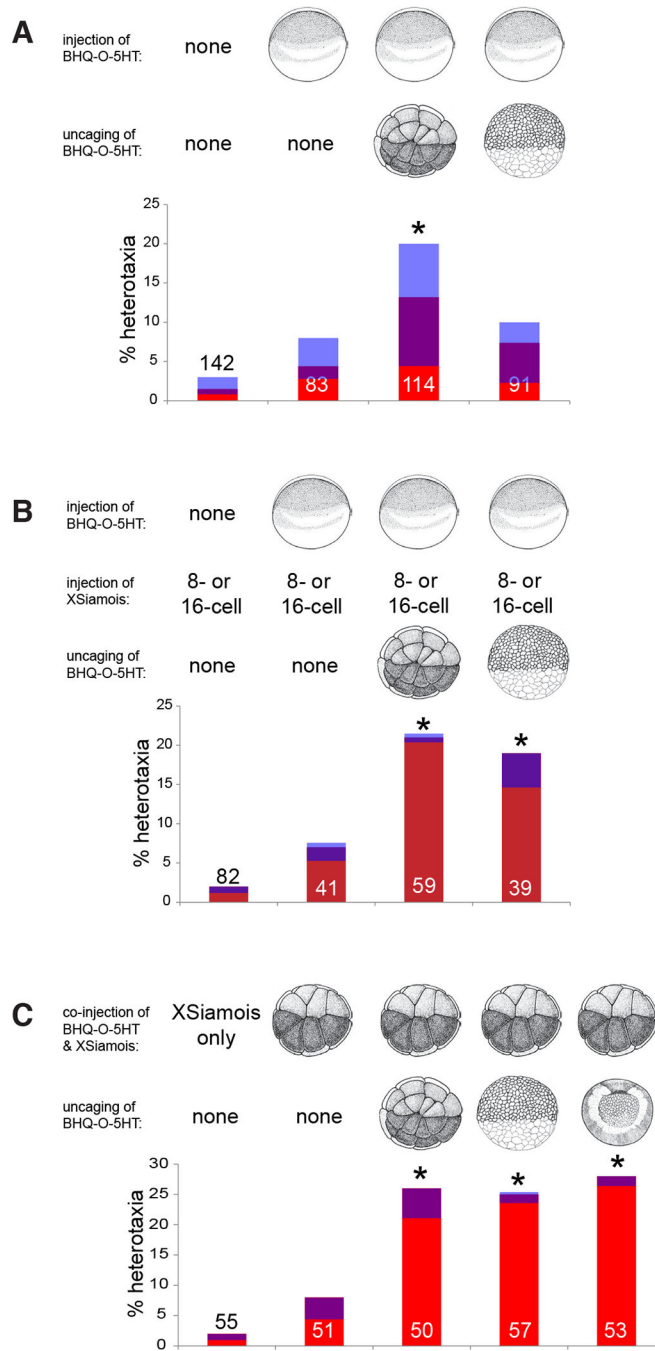 A
injection of
BHQ-O-5HT:
none
uncaging of
BHQ-O-5HT:
none
none
25
20
15
10
5
0
% heterotaxia
*
142
83
114
91
B
injection of
BHQ-O-5HT:
none
injection of
XSiamois:
8- or
16-cell
8- or
16-cell
8- or
16-cell
8- or
16-cell
uncaging of
BHQ-O-5HT:
none
none
25
20
15
10
5
0
% heterotaxia
*
*
82
41
59
39
C
co-injection of
BHQ-O-5HT
& XSiamois:
XSiamois
only
uncaging of
BHQ-O-5HT:
none
none
30
25
20
15
10
5
0
% heterotaxia
*
*
*
55
51
50
57
53